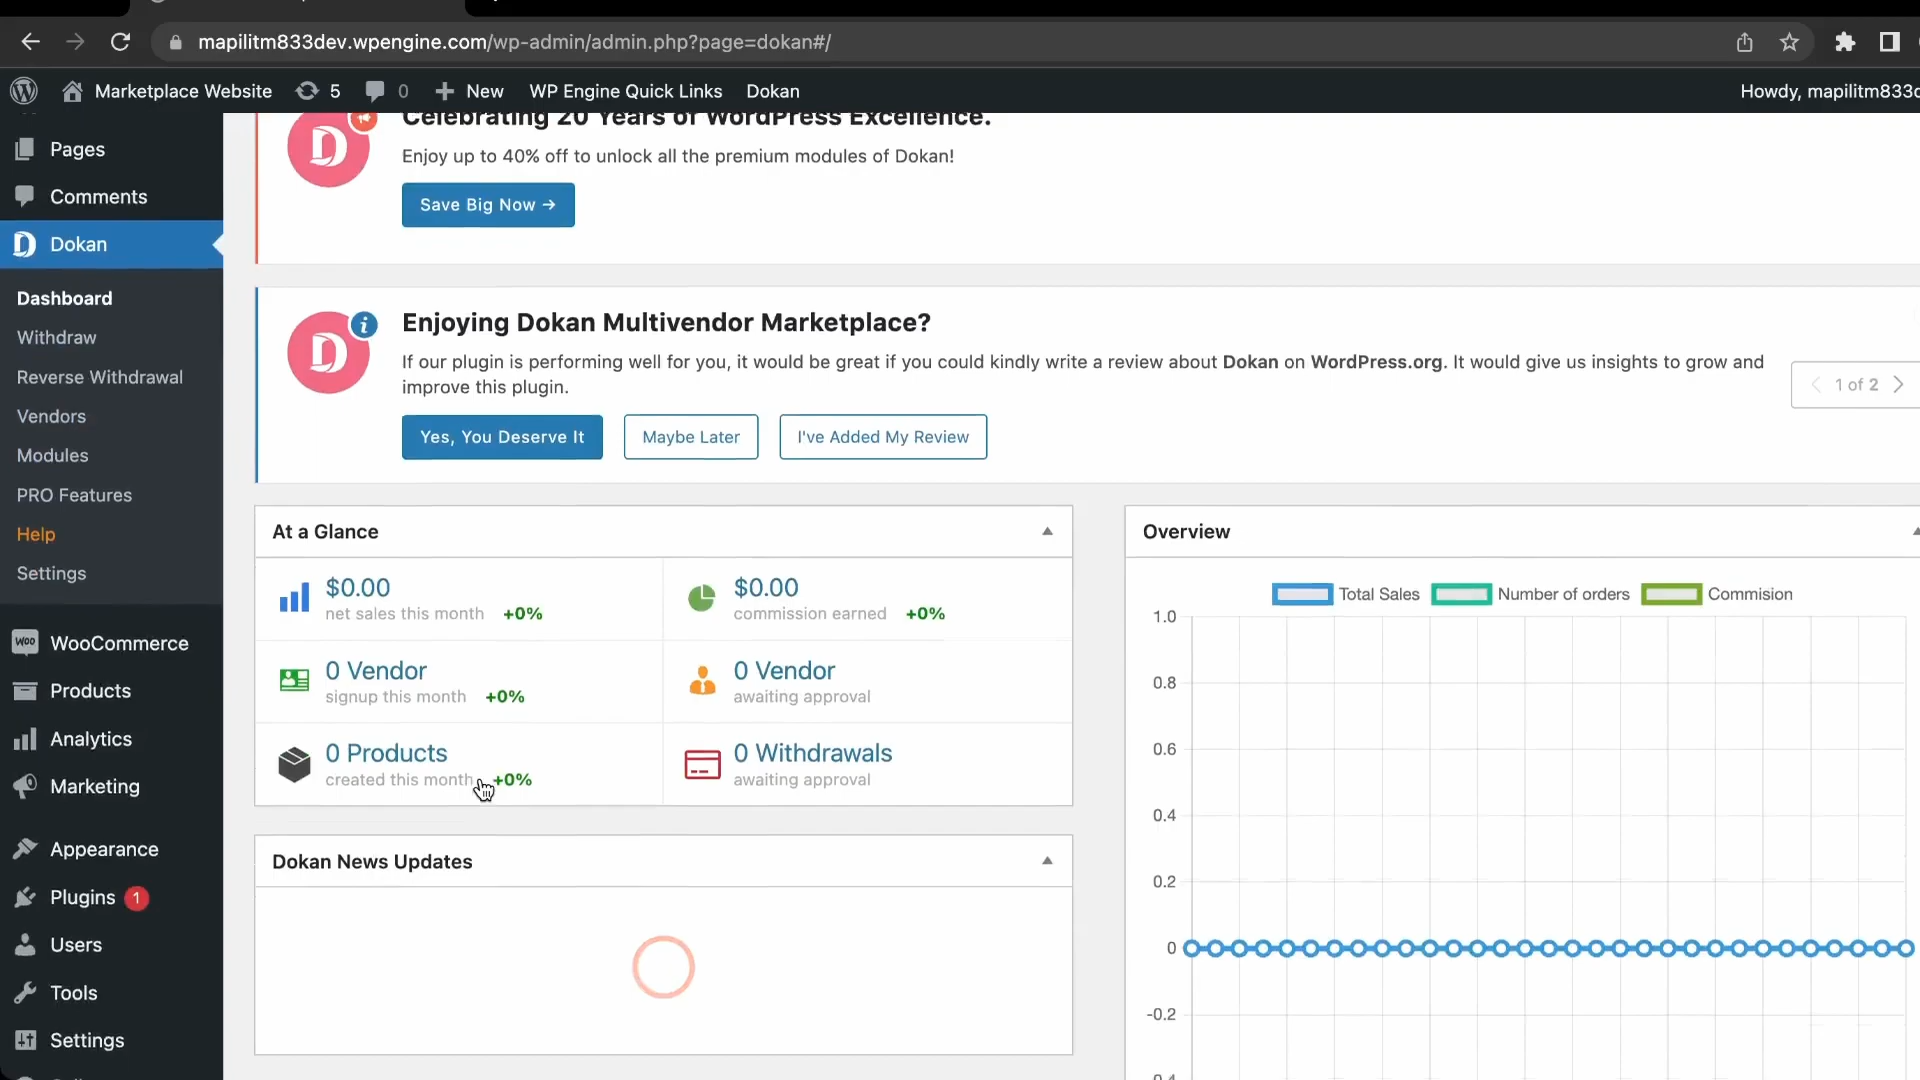 mapilitm833dev.wpengine.com/wp-admin/admin.php?page=dokan#/
Marketplace Website 5 0 New WP Engine Quick Links Dokan Howdy, mapilitm833d
Pages
Comments
Dokan
Dashboard
Withdraw
Reverse Withdrawal
Vendors
Modules
PRO Features
Help
Settings
WooCommerce
Products
Analytics
Marketing
Appearance
Plugins 1
Users
Tools
Settings
Celebrating 20 Years of WordPress Excellence.
Enjoy up to 40% off to unlock all the premium modules of Dokan!
Save Big Now →
Enjoying Dokan Multivendor Marketplace?
If our plugin is performing well for you, it would be great if you could kindly write a review about Dokan on WordPress.org. It would give us insights to grow and
improve this plugin.
1 of 2
Yes, You Deserve It Maybe Later I've Added My Review
At a Glance
$0.00
net sales this month +0%
$0.00
commission earned +0%
0 Vendor
signup this month +0%
0 Vendor
awaiting approval
0 Products
created this month +0%
0 Withdrawals
awaiting approval
Dokan News Updates
Overview
Total Sales Number of orders Commision
1.0
0.8
0.6
0.4
0.2
0
-0.2